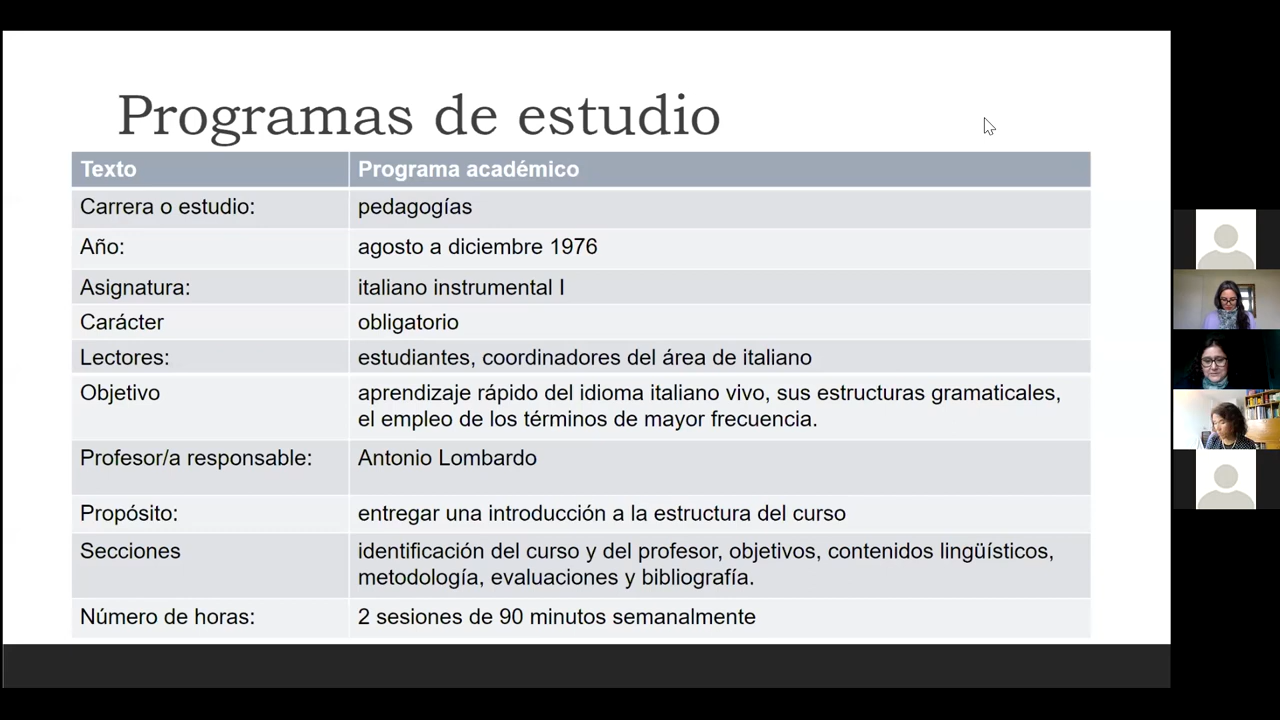 Programas de estudio
Texto Programa académico
Carrera o estudio: pedagogías
Año: agosto a diciembre 1976
Asignatura: italiano instrumental I
Carácter obligatorio
Lectores: estudiantes, coordinadores del área de italiano
Objetivo aprendizaje rápido del idioma italiano vivo, sus estructuras gramaticales,
el empleo de los términos de mayor frecuencia.
Profesor/a responsable: Antonio Lombardo
Propósito: entregar una introducción a la estructura del curso
Secciones identificación del curso y del profesor, objetivos, contenidos lingüísticos,
metodología, evaluaciones y bibliografía.
Número de horas: 2 sesiones de 90 minutos semanalmente